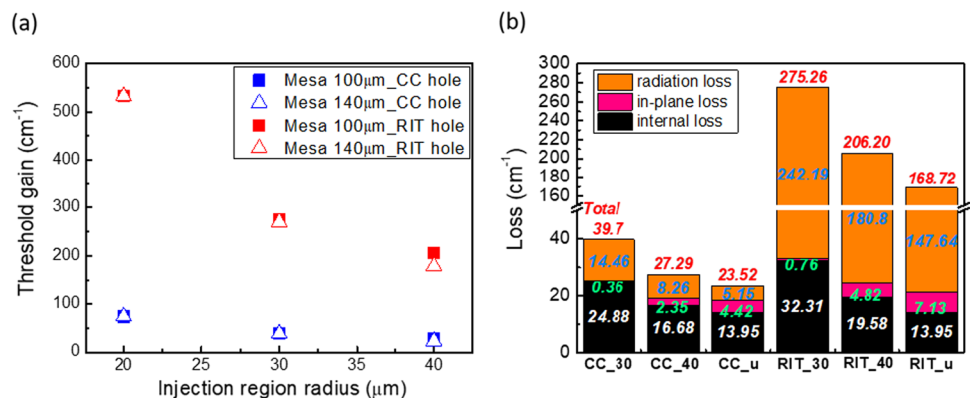 (a)
600
500
400
300
200
100
0
Threshold gain (cm-1)
Mesa 100μm_CC hole
Mesa 140μm_CC hole
Mesa 100μm_RIT hole
Mesa 140μm_RIT hole
20 25 30 35 40
Injection region radius (μm)
(b)
300
280
260
240
220
200
180
160
40
20
0
Loss (cm-1)
radiation loss
in-plane loss
internal loss
Total
39.7
14.46
0.36
24.88
27.29
8.26
2.35
16.68
23.52
5.15
4.42
13.95
275.26
242.19
0.76
32.31
206.20
180.8
4.82
19.58
168.72
147.64
7.13
13.95
CC_30 CC_40 CC_u RIT_30 RIT_40 RIT_u